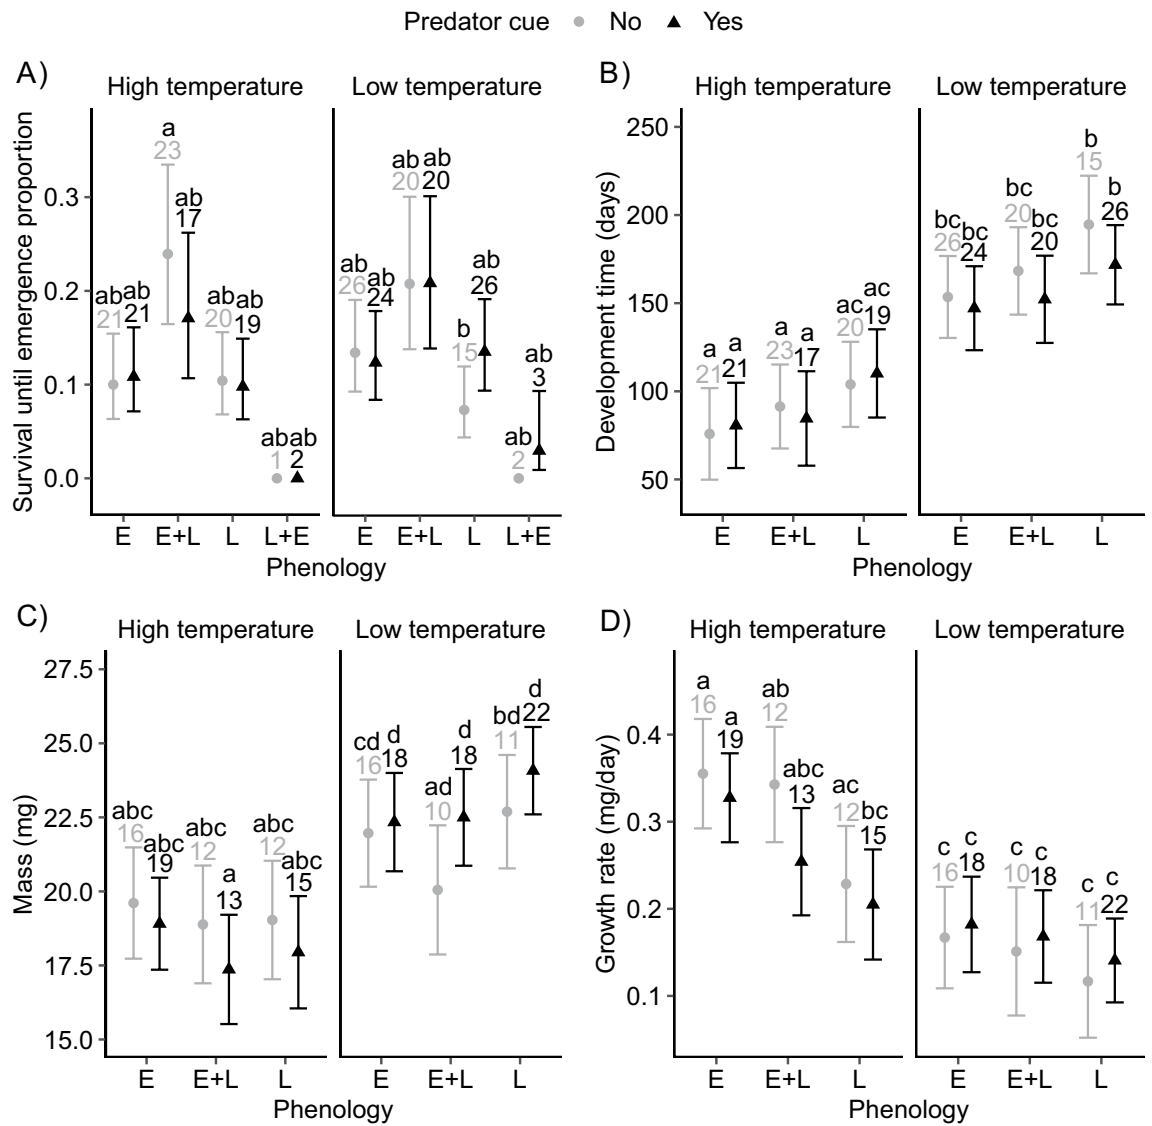 Predator cue No Yes
A)
High temperature Low temperature
Survival until emergence proportion
0.3
0.2
0.1
0.0
ab 21 ab 21 a 23 ab 17 ab 20 ab 19 ab 1 ab 2
ab 26 ab 24 ab 20 ab 20 b 15 ab 26 ab 2 ab 3
E E+L L L+E E E+L L L+E
Phenology
B)
High temperature Low temperature
Development time (days)
250
200
150
100
50
a 21 a 21 a 23 a 17 ac 20 ac 19
bc 26 bc 24 bc 20 bc 20 b 15 b 26
E E+L L E E+L L
Phenology
C)
High temperature Low temperature
Mass (mg)
27.5
25.0
22.5
20.0
17.5
15.0
abc 16 abc 19 abc 12 a 13 abc 12 abc 15
cd 16 d 18 ad 10 d 18 bd 11 d 22
E E+L L E E+L L
Phenology
D)
High temperature Low temperature
Growth rate (mg/day)
0.4
0.3
0.2
0.1
a 16 a 19 ab 12 abc 13 ac 12 bc 15
c 16 c 18 c 10 c 18 c 11 c 22
E E+L L E E+L L
Phenology